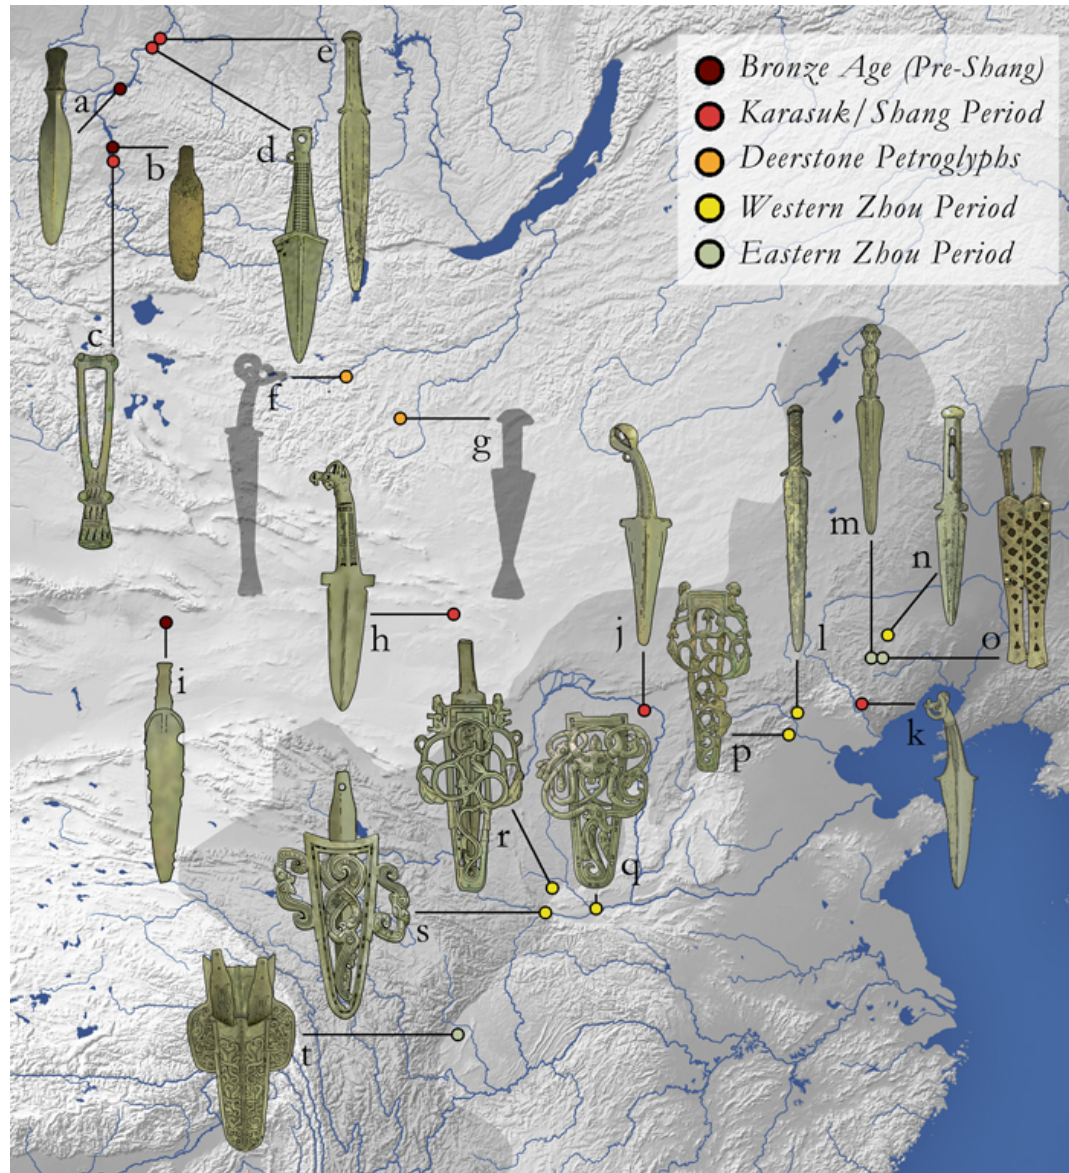 Bronze Age (Pre-Shang)
Karasuk/Shang Period
Deerstone Petroglyphs
Western Zhou Period
Eastern Zhou Period
e
a
d
b
c
f
g
m
n
h
j
l
o
i
k
p
r
q
s
t